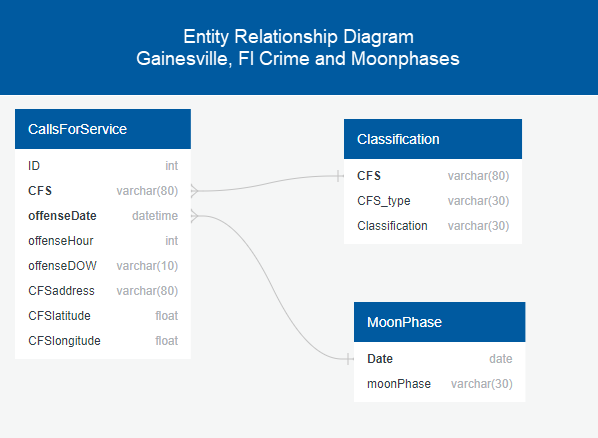 Entity Relationship Diagram
Gainesville, Fl Crime and Moonphases
CallsForService
ID int
CFS varchar(80)
offenseDate datetime
offenseHour int
offenseDOW varchar(10)
CFSaddress varchar(80)
CFSlatitude float
CFSlongitude float
Classification
CFS varchar(80)
CFS_type varchar(30)
Classification varchar(30)
MoonPhase
Date date
moonPhase varchar(30)